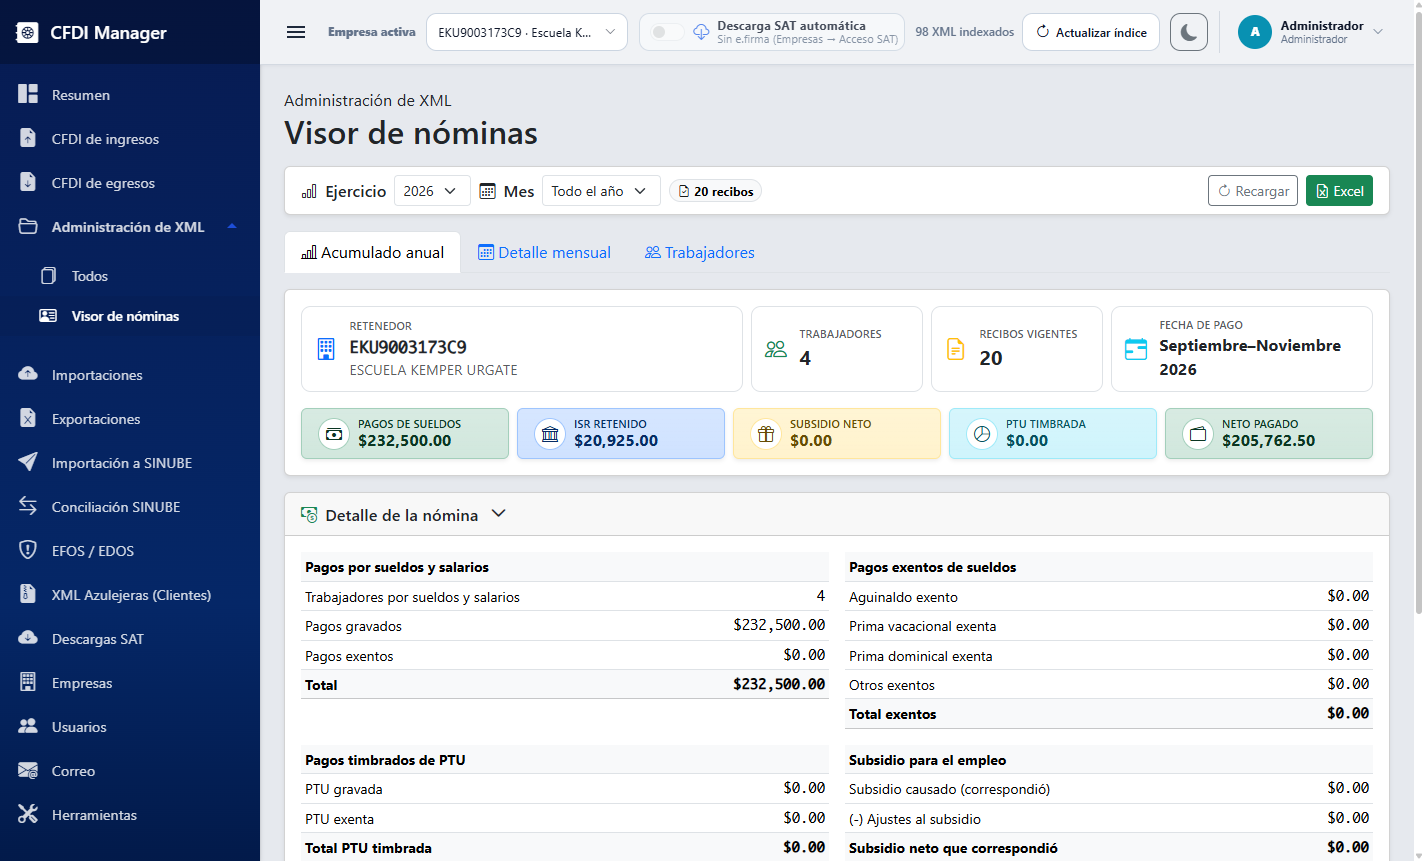 CFDI Manager
Empresa activa
EKU9003173C9 · Escuela K...
Descarga SAT automática
Sin e.firma (Empresas → Acceso SAT)
98 XML indexados
Actualizar índice
A
Administrador
Administrador
Resumen
CFDI de ingresos
CFDI de egresos
Administración de XML
Todos
Visor de nóminas
Importaciones
Exportaciones
Importación a SINUBE
Conciliación SINUBE
EFOS / EDOS
XML Azulejeras (Clientes)
Descargas SAT
Empresas
Usuarios
Correo
Herramientas
Administración de XML
Visor de nóminas
Ejercicio 2026 Mes Todo el año 20 recibos Recargar Excel
Acumulado anual Detalle mensual Trabajadores
RETENEDOR
EKU9003173C9
ESCUELA KEMPER URGATE
TRABAJADORES
4
RECIBOS VIGENTES
20
FECHA DE PAGO
Septiembre–Noviembre
2026
PAGOS DE SUELDOS
$232,500.00
ISR RETENIDO
$20,925.00
SUBSIDIO NETO
$0.00
PTU TIMBRADA
$0.00
NETO PAGADO
$205,762.50
Detalle de la nómina
Pagos por sueldos y salarios
Trabajadores por sueldos y salarios 4
Pagos gravados $232,500.00
Pagos exentos $0.00
Total $232,500.00
Pagos exentos de sueldos
Aguinaldo exento $0.00
Prima vacacional exenta $0.00
Prima dominical exenta $0.00
Otros exentos $0.00
Total exentos $0.00
Pagos timbrados de PTU
PTU gravada $0.00
PTU exenta $0.00
Total PTU timbrada $0.00
Subsidio para el empleo
Subsidio causado (correspondió) $0.00
(-) Ajustes al subsidio $0.00
Subsidio neto que correspondió $0.00